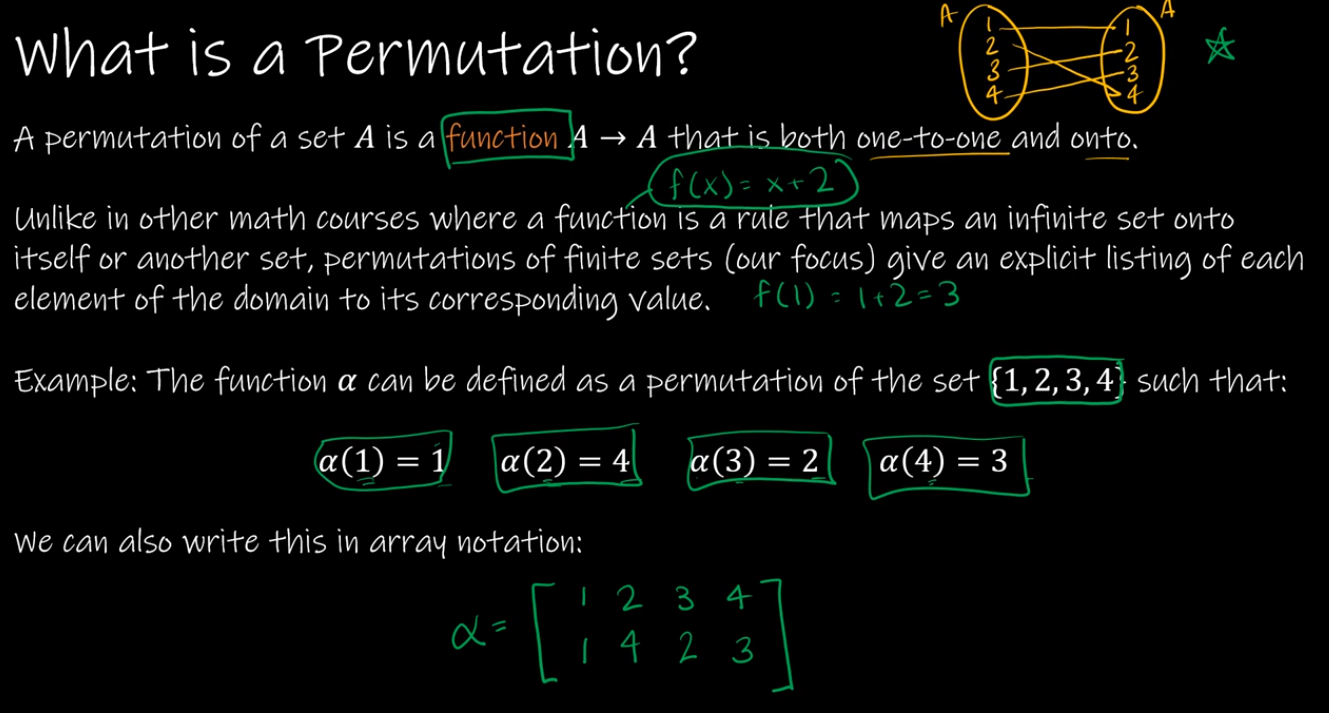 What is a Permutation?
A 1 2 3 4
1 2 3 4 A
A permutation of a set A is a function A → A that is both one-to-one and onto.
f(x) = x+2
Unlike in other math courses where a function is a rule that maps an infinite set onto
itself or another set, permutations of finite sets (our focus) give an explicit listing of each
element of the domain to its corresponding value. f(1) = 1+2=3
Example: The function α can be defined as a permutation of the set {1, 2, 3, 4} such that:
α(1) = 1 α(2) = 4 α(3) = 2 α(4) = 3
We can also write this in array notation:
α = [ 1 2 3 4
1 4 2 3 ]